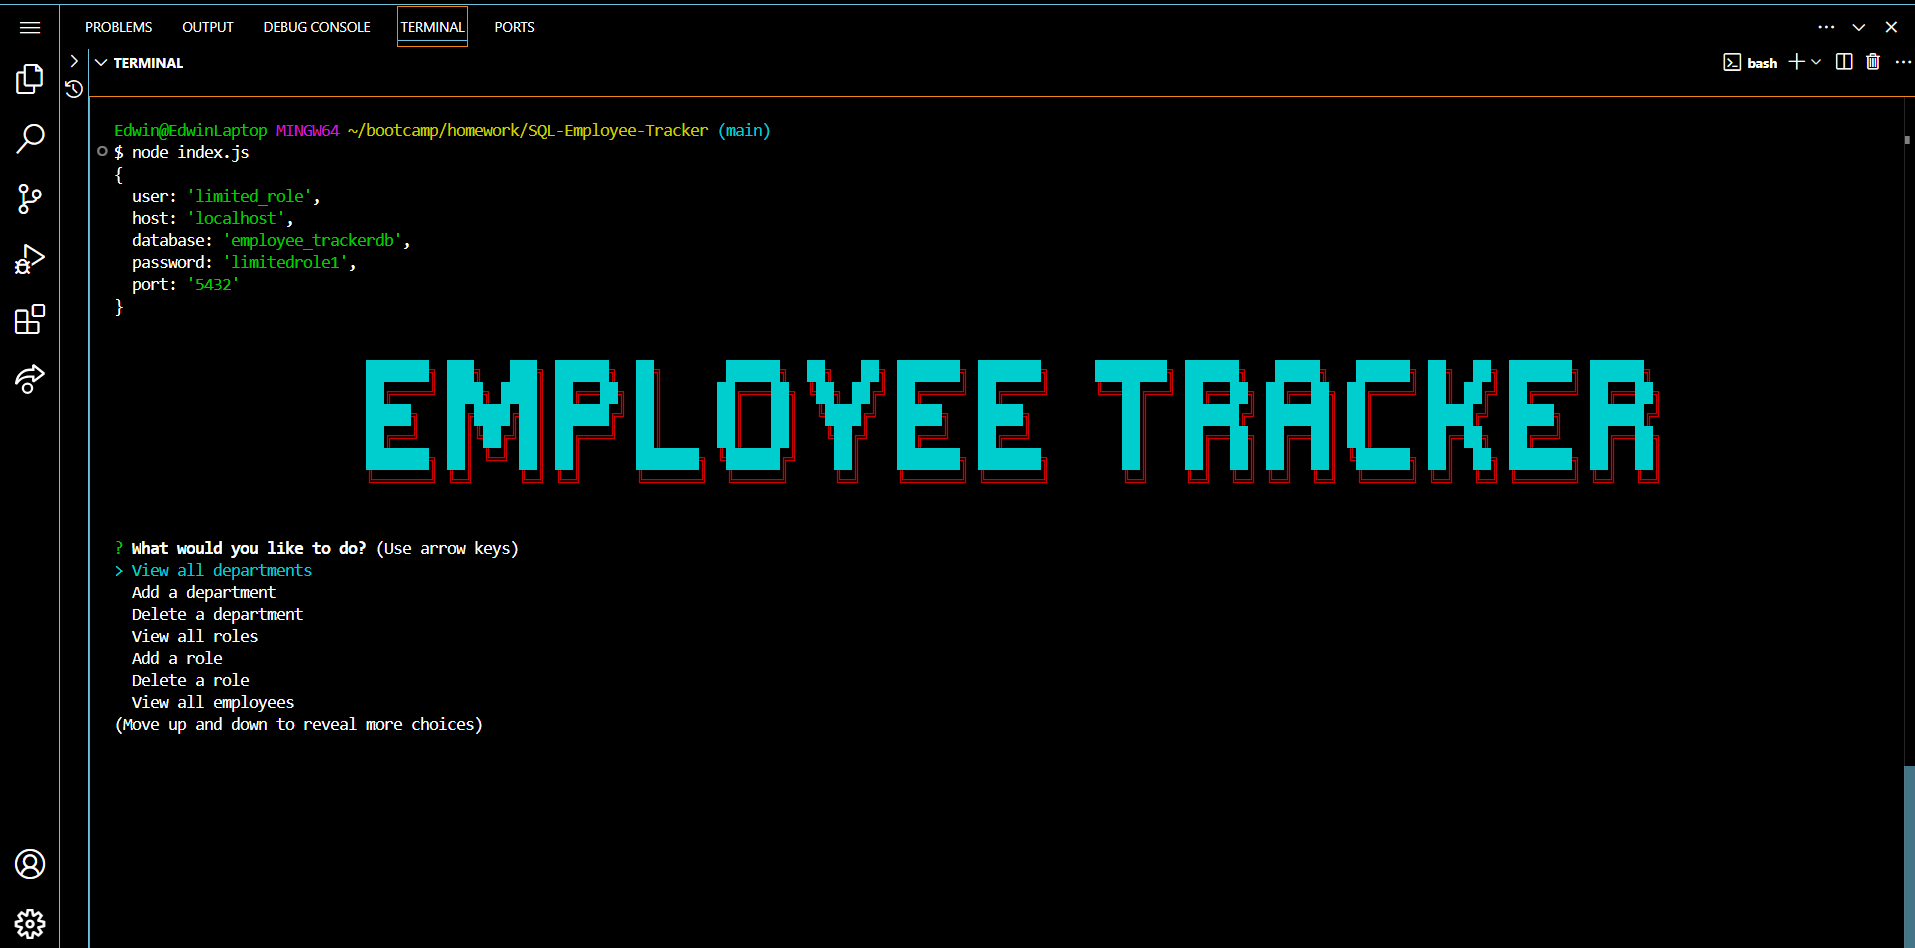 PROBLEMS OUTPUT DEBUG CONSOLE TERMINAL PORTS
TERMINAL
bash
Edwin@EdwinLaptop MINGW64 ~/bootcamp/homework/SQL-Employee-Tracker (main)
$ node index.js
{
  user: 'limited_role',
  host: 'localhost',
  database: 'employee_trackerdb',
  password: 'limitedrole1',
  port: '5432'
}
EMPLOYEE TRACKER
? What would you like to do? (Use arrow keys)
> View all departments
  Add a department
  Delete a department
  View all roles
  Add a role
  Delete a role
  View all employees
(Move up and down to reveal more choices)